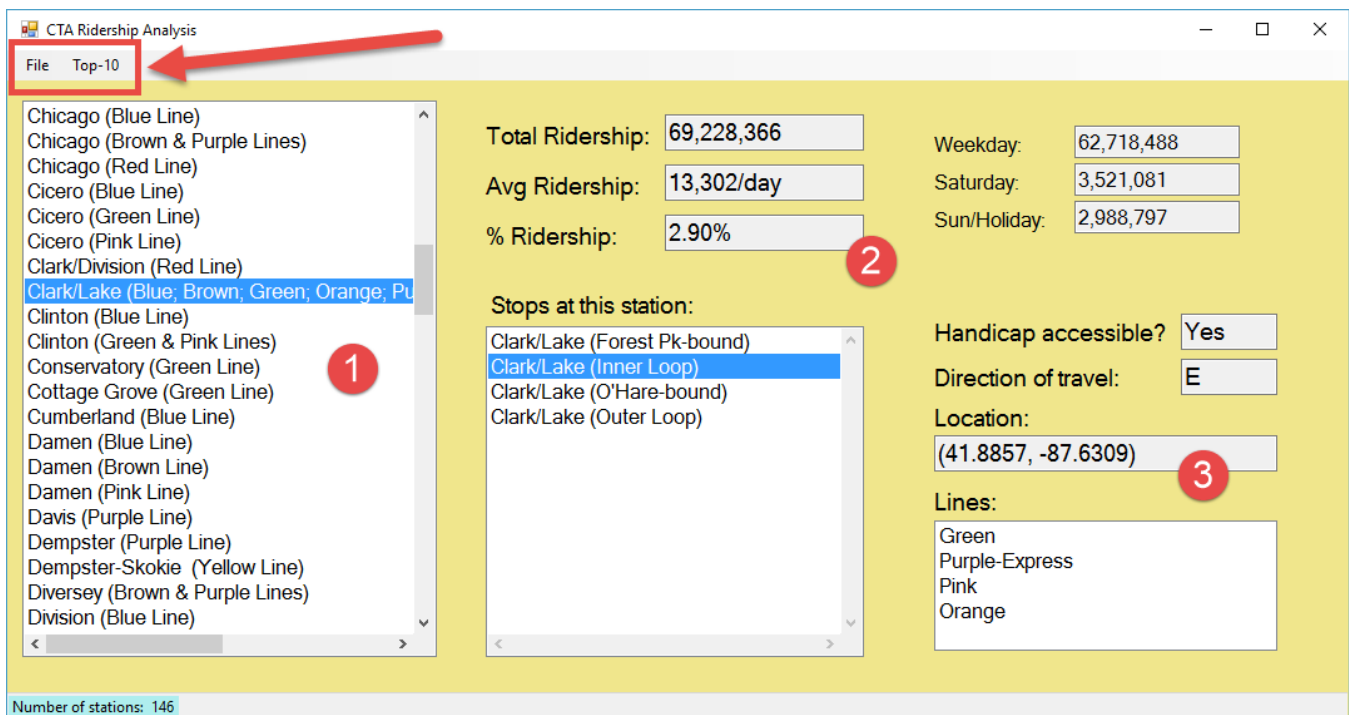 CTA Ridership Analysis
File Top-10
Chicago (Blue Line)
Chicago (Brown & Purple Lines)
Chicago (Red Line)
Cicero (Blue Line)
Cicero (Green Line)
Cicero (Pink Line)
Clark/Division (Red Line)
Clark/Lake (Blue; Brown; Green; Orange; Pu
Clinton (Blue Line)
Clinton (Green & Pink Lines)
Conservatory (Green Line)
Cottage Grove (Green Line)
Cumberland (Blue Line)
Damen (Blue Line)
Damen (Brown Line)
Damen (Pink Line)
Davis (Purple Line)
Dempster (Purple Line)
Dempster-Skokie (Yellow Line)
Diversey (Brown & Purple Lines)
Division (Blue Line)
1
Total Ridership: 69,228,366
Avg Ridership: 13,302/day
% Ridership: 2.90%
2
Stops at this station:
Clark/Lake (Forest Pk-bound)
Clark/Lake (Inner Loop)
Clark/Lake (O'Hare-bound)
Clark/Lake (Outer Loop)
Weekday: 62,718,488
Saturday: 3,521,081
Sun/Holiday: 2,988,797
Handicap accessible? Yes
Direction of travel: E
Location:
(41.8857, -87.6309)
3
Lines:
Green
Purple-Express
Pink
Orange
Number of stations: 146